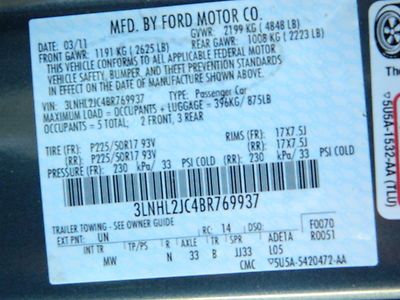 MFD. BY FORD MOTOR CO.
DATE: 03/11 GVWR: 2199 KG ( 4848 LB)
FRONT GAWR: 1191 KG ( 2625 LB) REAR GAWR: 1008 KG ( 2223 LB)
THIS VEHICLE CONFORMS TO ALL APPLICABLE FEDERAL MOTOR
VEHICLE SAFETY, BUMPER, AND THEFT PREVENTION STANDARDS
IN EFFECT ON THE DATE OF MANUFACTURE SHOWN ABOVE.
VIN: 3LNHL2JC4BR769937 TYPE: Passenger Car
MAXIMUM LOAD = OCCUPANTS + LUGGAGE = 396KG/ 875LB
OCCUPANTS = 5 TOTAL; 2 FRONT, 3 REAR
TIRE (FR): P225/50R17 93V RIMS (FR): 17X7.5J
(RR): P225/50R17 93V (RR): 17X7.5J
PRESSURE (FR): 230 KPA/ 33 PSI COLD (RR): 230 KPA/ 33 PSI COLD
3LNHL2JC4BR769937
TRAILER TOWING - SEE OWNER GUIDE F0070
EXT PNT: UN RC: 14 DSO: R0051
TP/PS R AXLE TR SPR ADE1A
MW N 33 B JJ33 L05
CMC 5U5A-5420472-AA
5U5A-1532-AA (TLU)